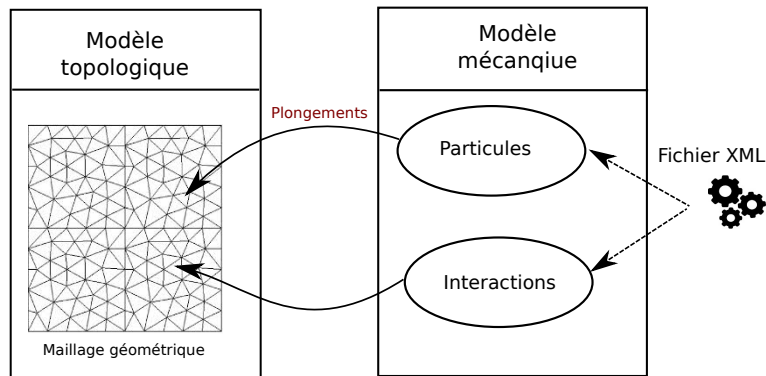 Modèle
topologique
Modèle
mécanqiue
Plongements
Particules
Fichier XML
Interactions
Maillage géométrique